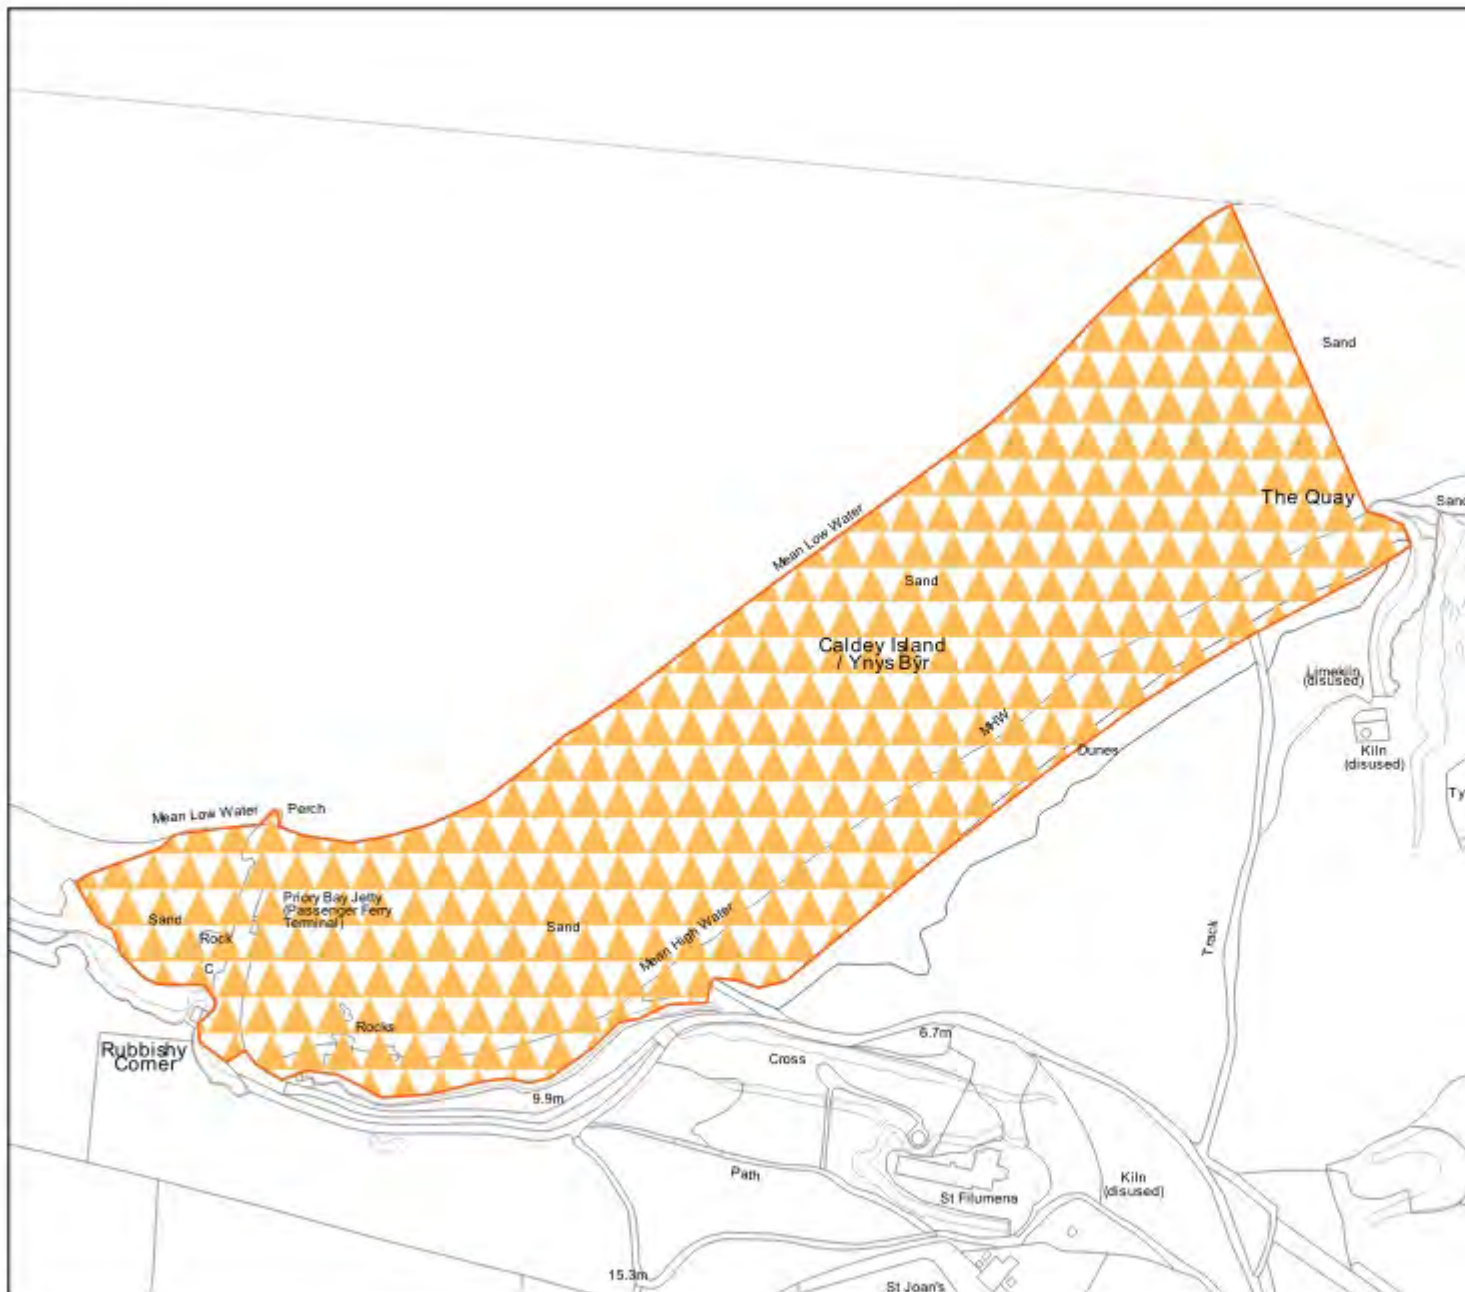 Sand
The Quay
Sand
Mean Low Water
Sand
Caldey Island
/ Ynys Bŷr
Limekiln
(disused)
MHW
Dunes
Kiln
(disused)
Ty
Mean Low Water
Perch
Priory Bay Jetty
(Passenger Ferry
Terminal)
Sand
Sand
Rock
C
Mean High Water
Track
Rocks
Rubbishy
Corner
6.7m
Cross
9.9m
Path
Kiln
(disused)
St Filumena
15.3m
St Joan's